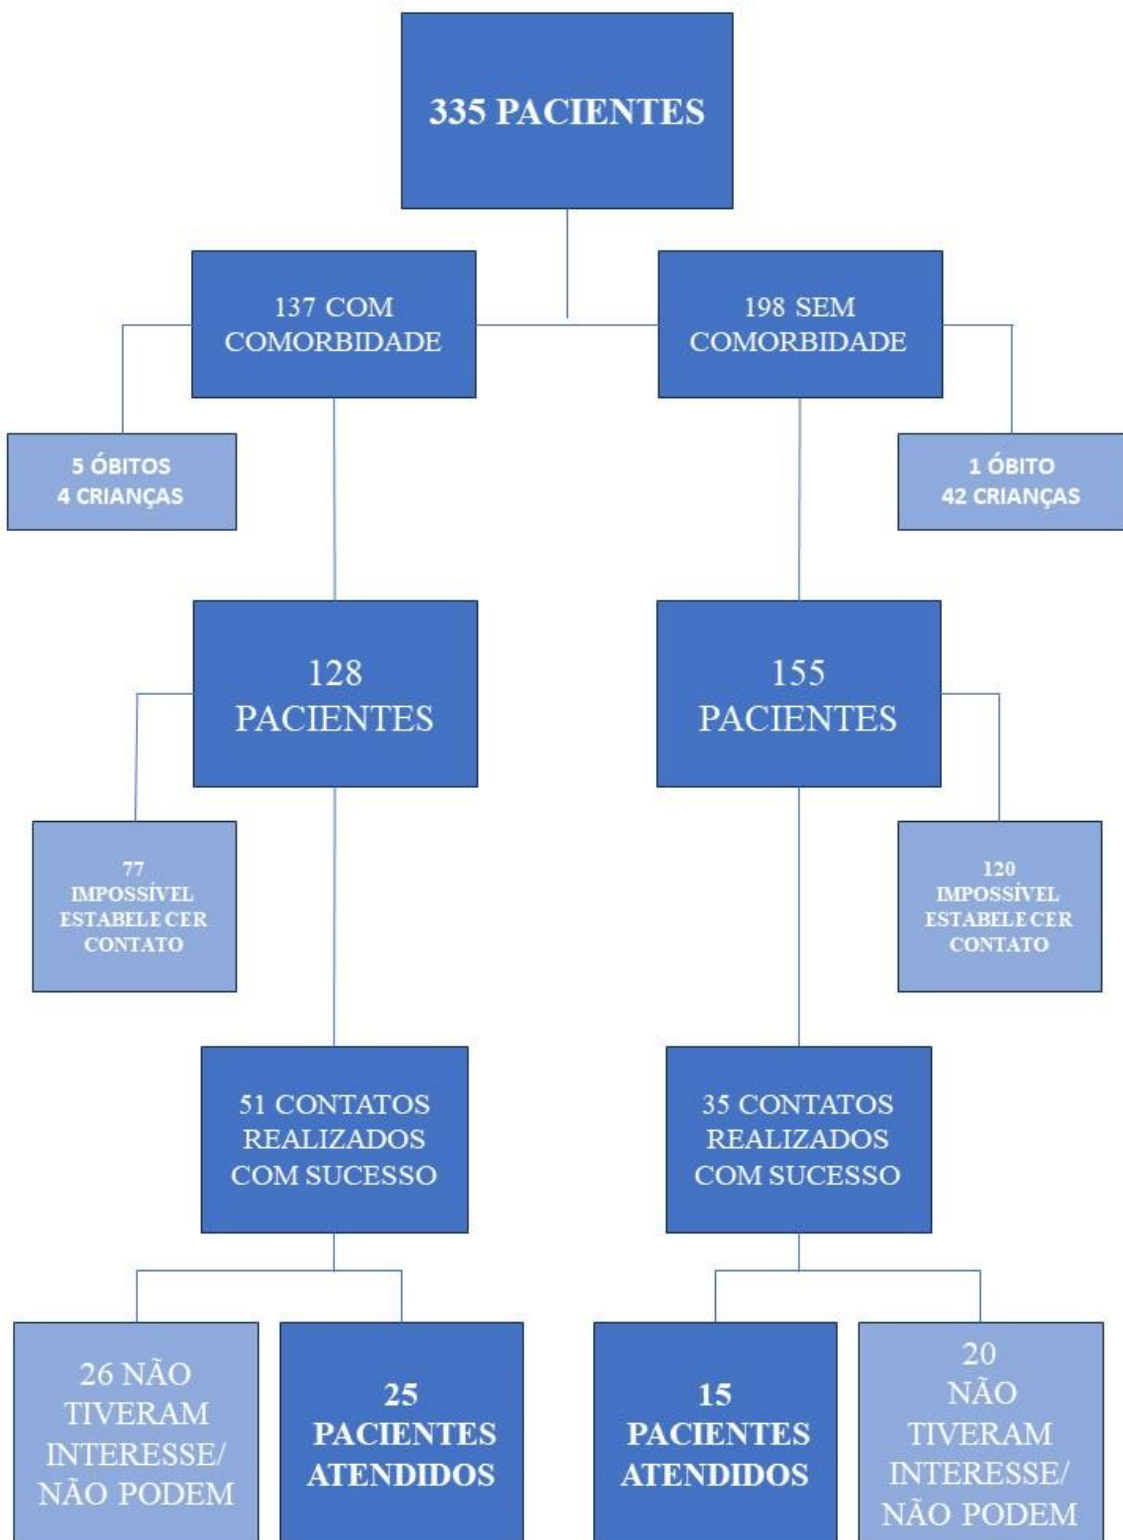 335 PACIENTES
137 COM
COMORBIDADE
198 SEM
COMORBIDADE
5 ÓBITOS
4 CRIANÇAS
1 ÓBITO
42 CRIANÇAS
128
PACIENTES
155
PACIENTES
77
IMPOSSÍVEL
ESTABELECER
CONTATO
120
IMPOSSÍVEL
ESTABELECER
CONTATO
51 CONTATOS
REALIZADOS
COM SUCESSO
35 CONTATOS
REALIZADOS
COM SUCESSO
26 NÃO
TIVERAM
INTERESSE/
NÃO PODEM
25
PACIENTES
ATENDIDOS
15
PACIENTES
ATENDIDOS
20
NÃO
TIVERAM
INTERESSE/
NÃO PODEM